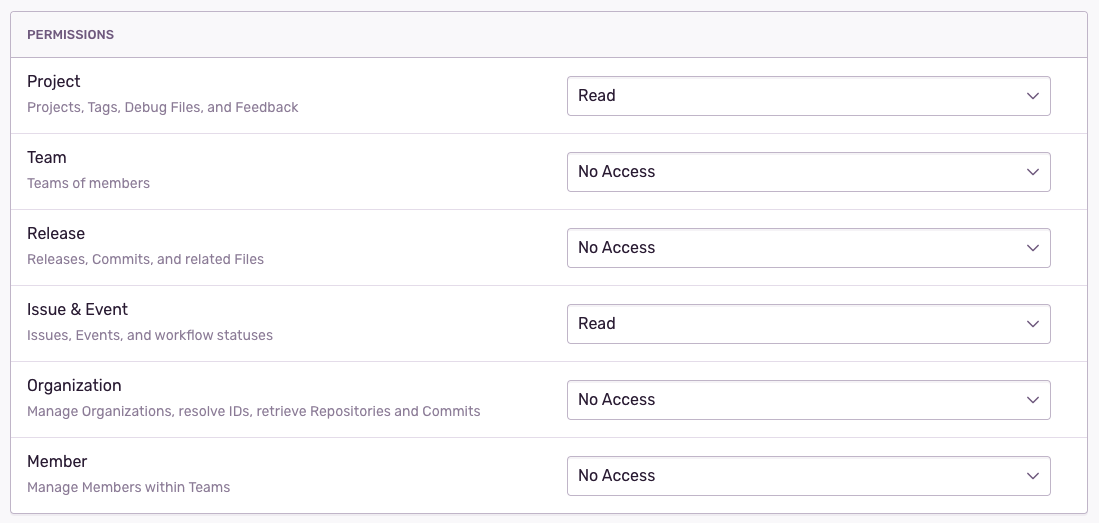 PERMISSIONS
Project
Projects, Tags, Debug Files, and Feedback
Read
Team
Teams of members
No Access
Release
Releases, Commits, and related Files
No Access
Issue & Event
Issues, Events, and workflow statuses
Read
Organization
Manage Organizations, resolve IDs, retrieve Repositories and Commits
No Access
Member
Manage Members within Teams
No Access